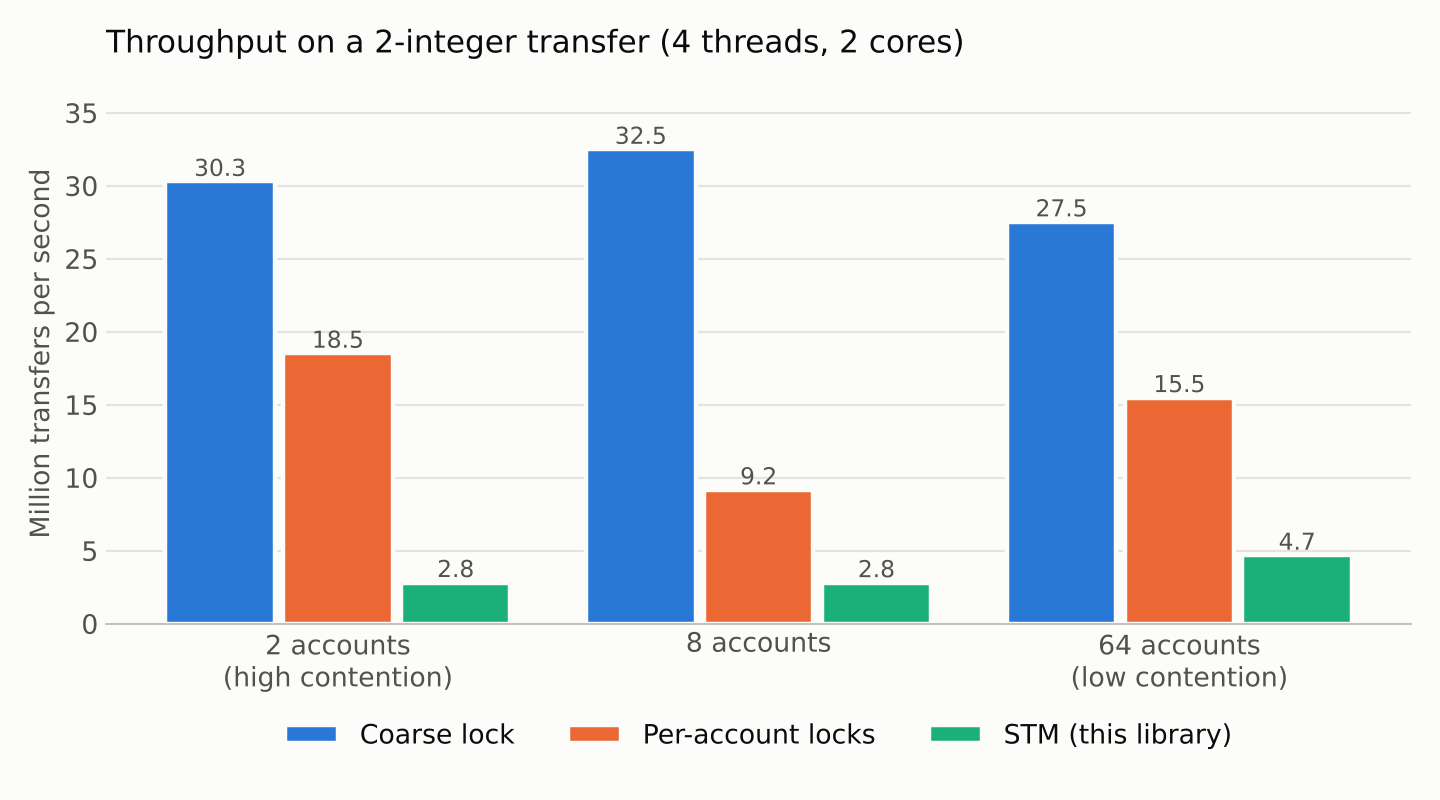 Throughput on a 2-integer transfer (4 threads, 2 cores)
Million transfers per second
35
30
25
20
15
10
5
0
30.3
18.5
2.8
32.5
9.2
2.8
27.5
15.5
4.7
2 accounts
(high contention)
8 accounts
64 accounts
(low contention)
Coarse lock
Per-account locks
STM (this library)